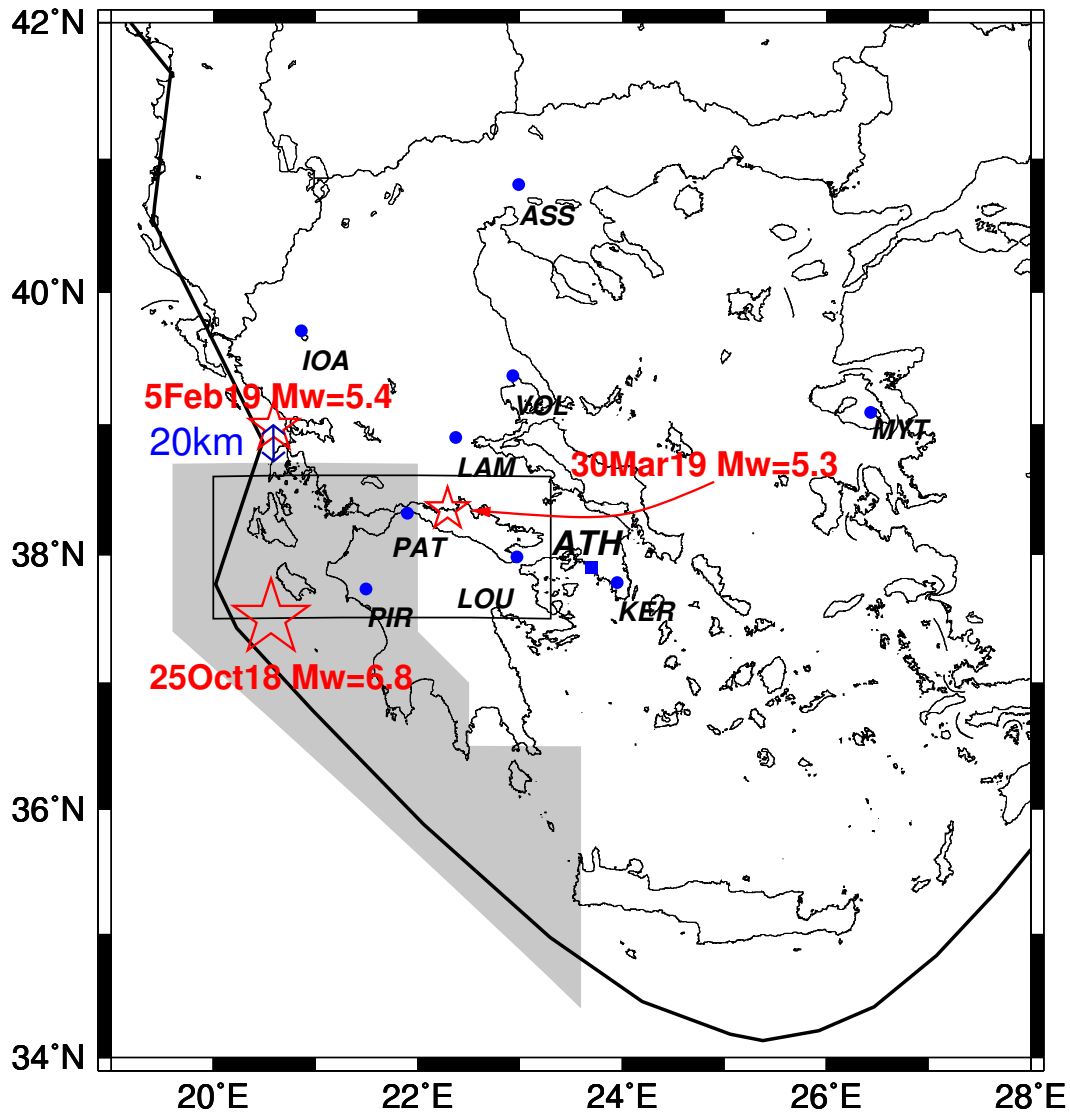 42°N
ASS
40°N
IOA
5Feb19 Mw=5.4
VOL
MYT
20km
LAM
30Mar19 Mw=5.3
38°N
PAT
ATH
LOU
KER
PIR
25Oct18 Mw=6.8
36°N
34°N
20°E
22°E
24°E
26°E
28°E